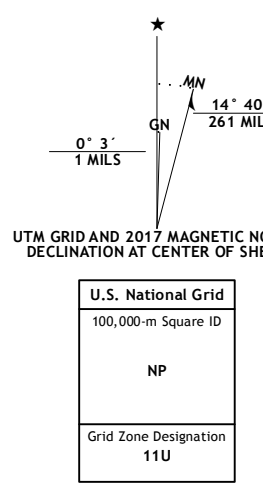 ★
MN
GN
14° 40
261 MIL
0° 3´
1 MILS
UTM GRID AND 2017 MAGNETIC NO
DECLINATION AT CENTER OF SHE
U.S. National Grid
100,000-m Square ID
NP
Grid Zone Designation
11U